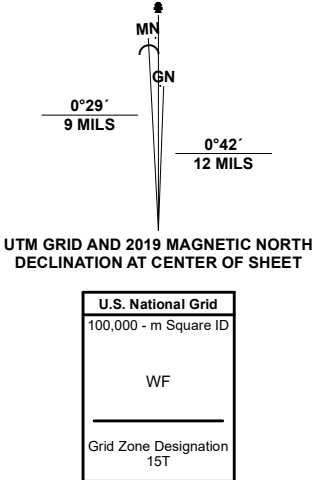 MN
GN
0°29´
9 MILS
0°42´
12 MILS
UTM GRID AND 2019 MAGNETIC NORTH
DECLINATION AT CENTER OF SHEET
U.S. National Grid
100,000 - m Square ID
WF
Grid Zone Designation
15T